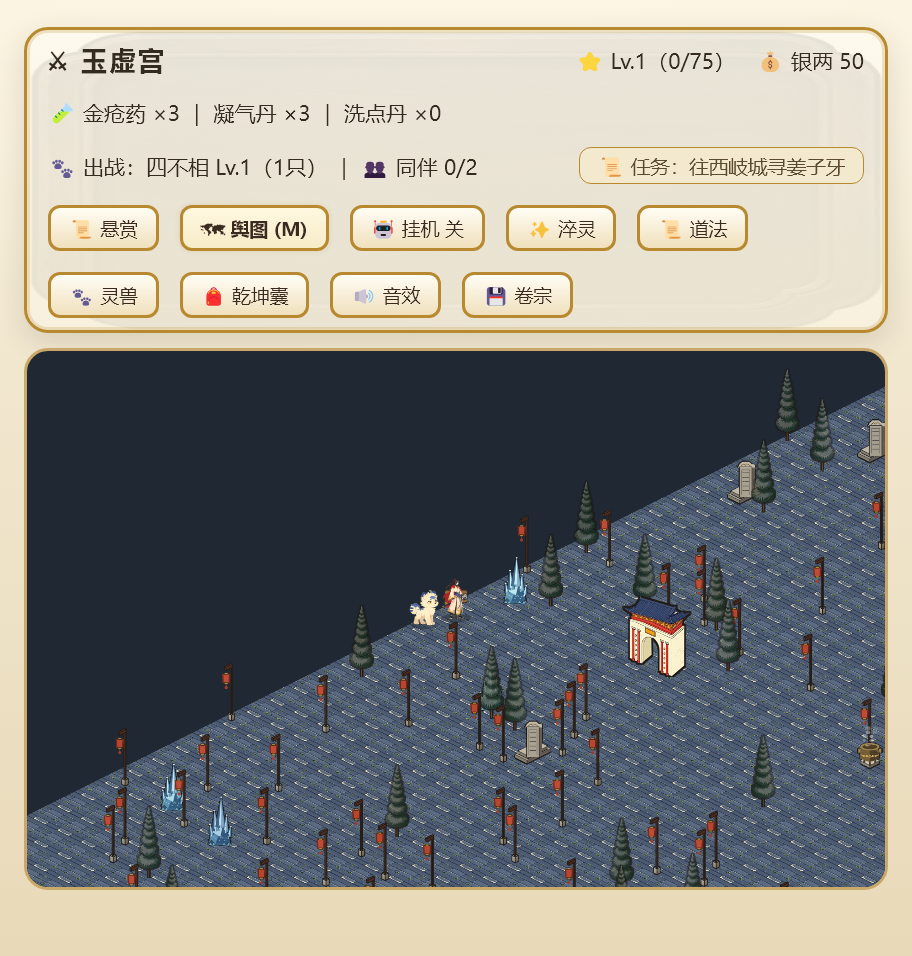 玉虚宫
Lv.1（0/75） 银两 50
金疮药 ×3 | 凝气丹 ×3 | 洗点丹 ×0
出战：四不相 Lv.1（1只） | 同伴 0/2
任务：往西岐城寻姜子牙
悬赏 舆图 (M) 挂机 关 淬灵 道法
灵兽 乾坤囊 音效 卷宗